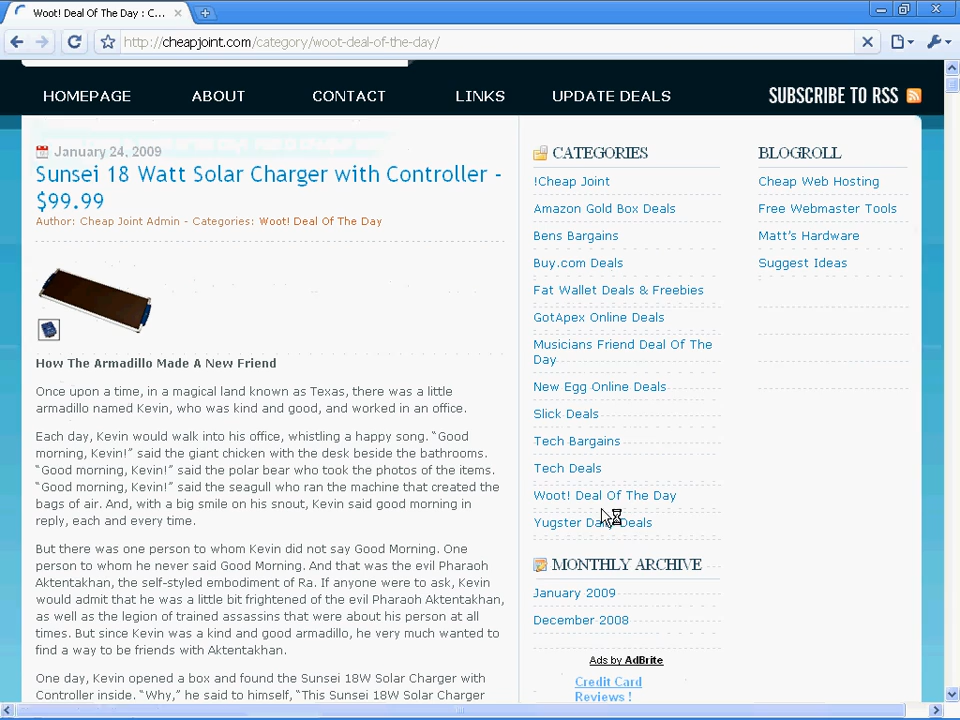 Woot! Deal Of The Day : C...
http://cheapjoint.com/category/woot-deal-of-the-day/
HOMEPAGE ABOUT CONTACT LINKS UPDATE DEALS SUBSCRIBE TO RSS
January 24, 2009
Sunsei 18 Watt Solar Charger with Controller -
$99.99
Author: Cheap Joint Admin - Categories: Woot! Deal Of The Day
How The Armadillo Made A New Friend
Once upon a time, in a magical land known as Texas, there was a little
armadillo named Kevin, who was kind and good, and worked in an office.
Each day, Kevin would walk into his office, whistling a happy song. “Good
morning, Kevin!” said the giant chicken with the desk beside the bathrooms.
“Good morning, Kevin!” said the polar bear who took the photos of the items.
“Good morning, Kevin!” said the seagull who ran the machine that created the
bags of air. And, with a big smile on his snout, Kevin said good morning in
reply, each and every time.
But there was one person to whom Kevin did not say Good Morning. One
person to whom he never said Good Morning. And that was the evil Pharaoh
Aktentakhan, the self-styled embodiment of Ra. If anyone were to ask, Kevin
would admit that he was a little bit frightened of the evil Pharaoh Aktentakhan,
as well as the legion of trained assassins that were about his person at all
times. But since Kevin was a kind and good armadillo, he very much wanted to
find a way to be friends with Aktentakhan.
One day, Kevin opened a box and found the Sunsei 18W Solar Charger with
Controller inside. “Why,” he said to himself, “This Sunsei 18W Solar Charger
CATEGORIES
!Cheap Joint
Amazon Gold Box Deals
Bens Bargains
Buy.com Deals
Fat Wallet Deals & Freebies
GotApex Online Deals
Musicians Friend Deal Of The
Day
New Egg Online Deals
Slick Deals
Tech Bargains
Tech Deals
Woot! Deal Of The Day
Yugster Daily Deals
MONTHLY ARCHIVE
January 2009
December 2008
Ads by AdBrite
Credit Card
Reviews !
BLOGROLL
Cheap Web Hosting
Free Webmaster Tools
Matt’s Hardware
Suggest Ideas